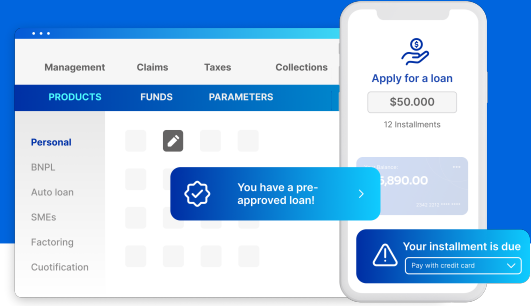 Management
Claims
Taxes
Collections
PRODUCTS
FUNDS
PARAMETERS
Personal
BNPL
Auto loan
SMEs
Factoring
Cuotification
You have a pre-
approved loan!
Apply for a loan
$50.000
12 Installments
,890.00
Your installment is due
Pay with credit card